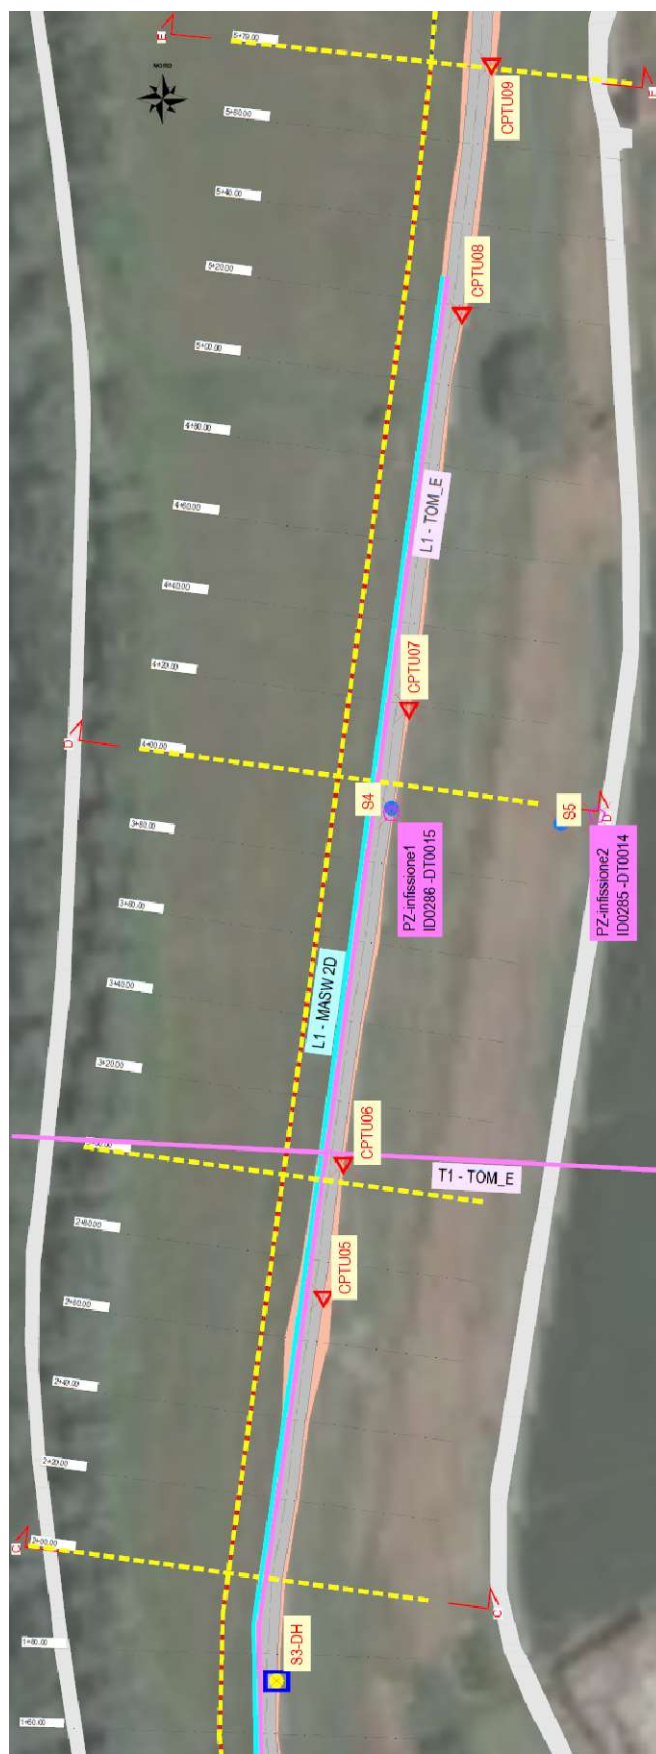 E
5+79.00
NORD
CPTU09
E
5+60.00
5+40.00
CPTU08
5+20.00
5+00.00
4+80.00
L1 - TOM_E
4+60.00
4+40.00
CPTU07
4+20.00
D
4+00.00
S4
3+80.00
S5
D'
PZ-infissione1
ID0286 -DT0015
PZ-infissione2
ID0285 -DT0014
3+60.00
L1 - MASW 2D
3+40.00
3+20.00
CPTU06
T1 - TOM_E
2+80.00
CPTU05
2+60.00
2+40.00
2+20.00
C
2+00.00
C'
1+80.00
S3-DH
1+60.00